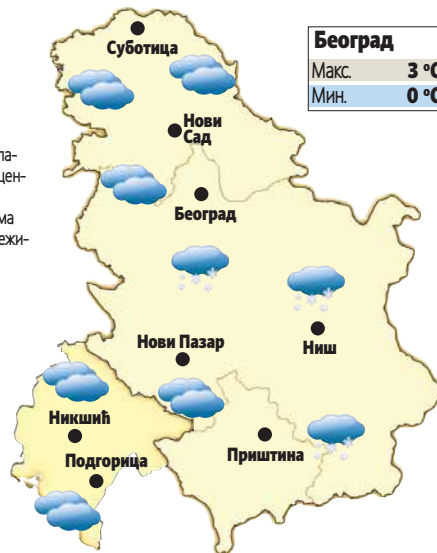 Суботица
Београд
Макс. 3 °C
Мин. 0 °C
Нови
Сад
Београд
Нови Пазар
Ниш
Никшић
Приштина
Подгорица